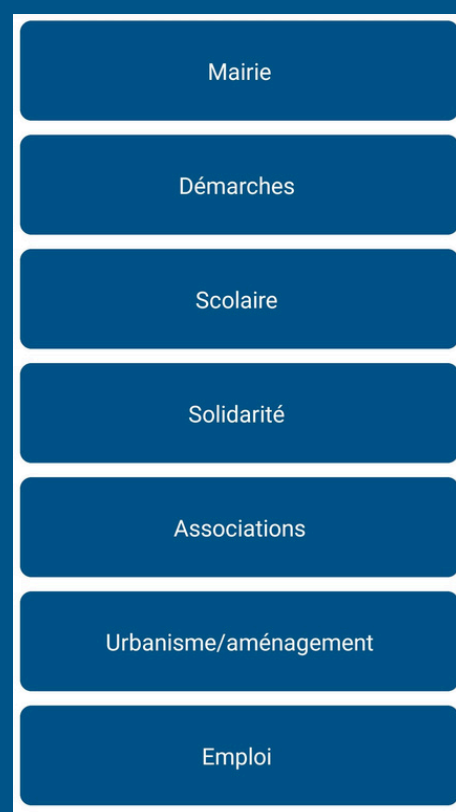 Mairie
Démarches
Scolaire
Solidarité
Associations
Urbanisme/aménagement
Emploi